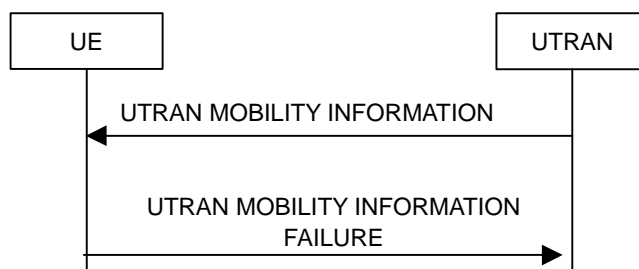 UE
UTRAN
UTRAN MOBILITY INFORMATION
UTRAN MOBILITY INFORMATION
FAILURE